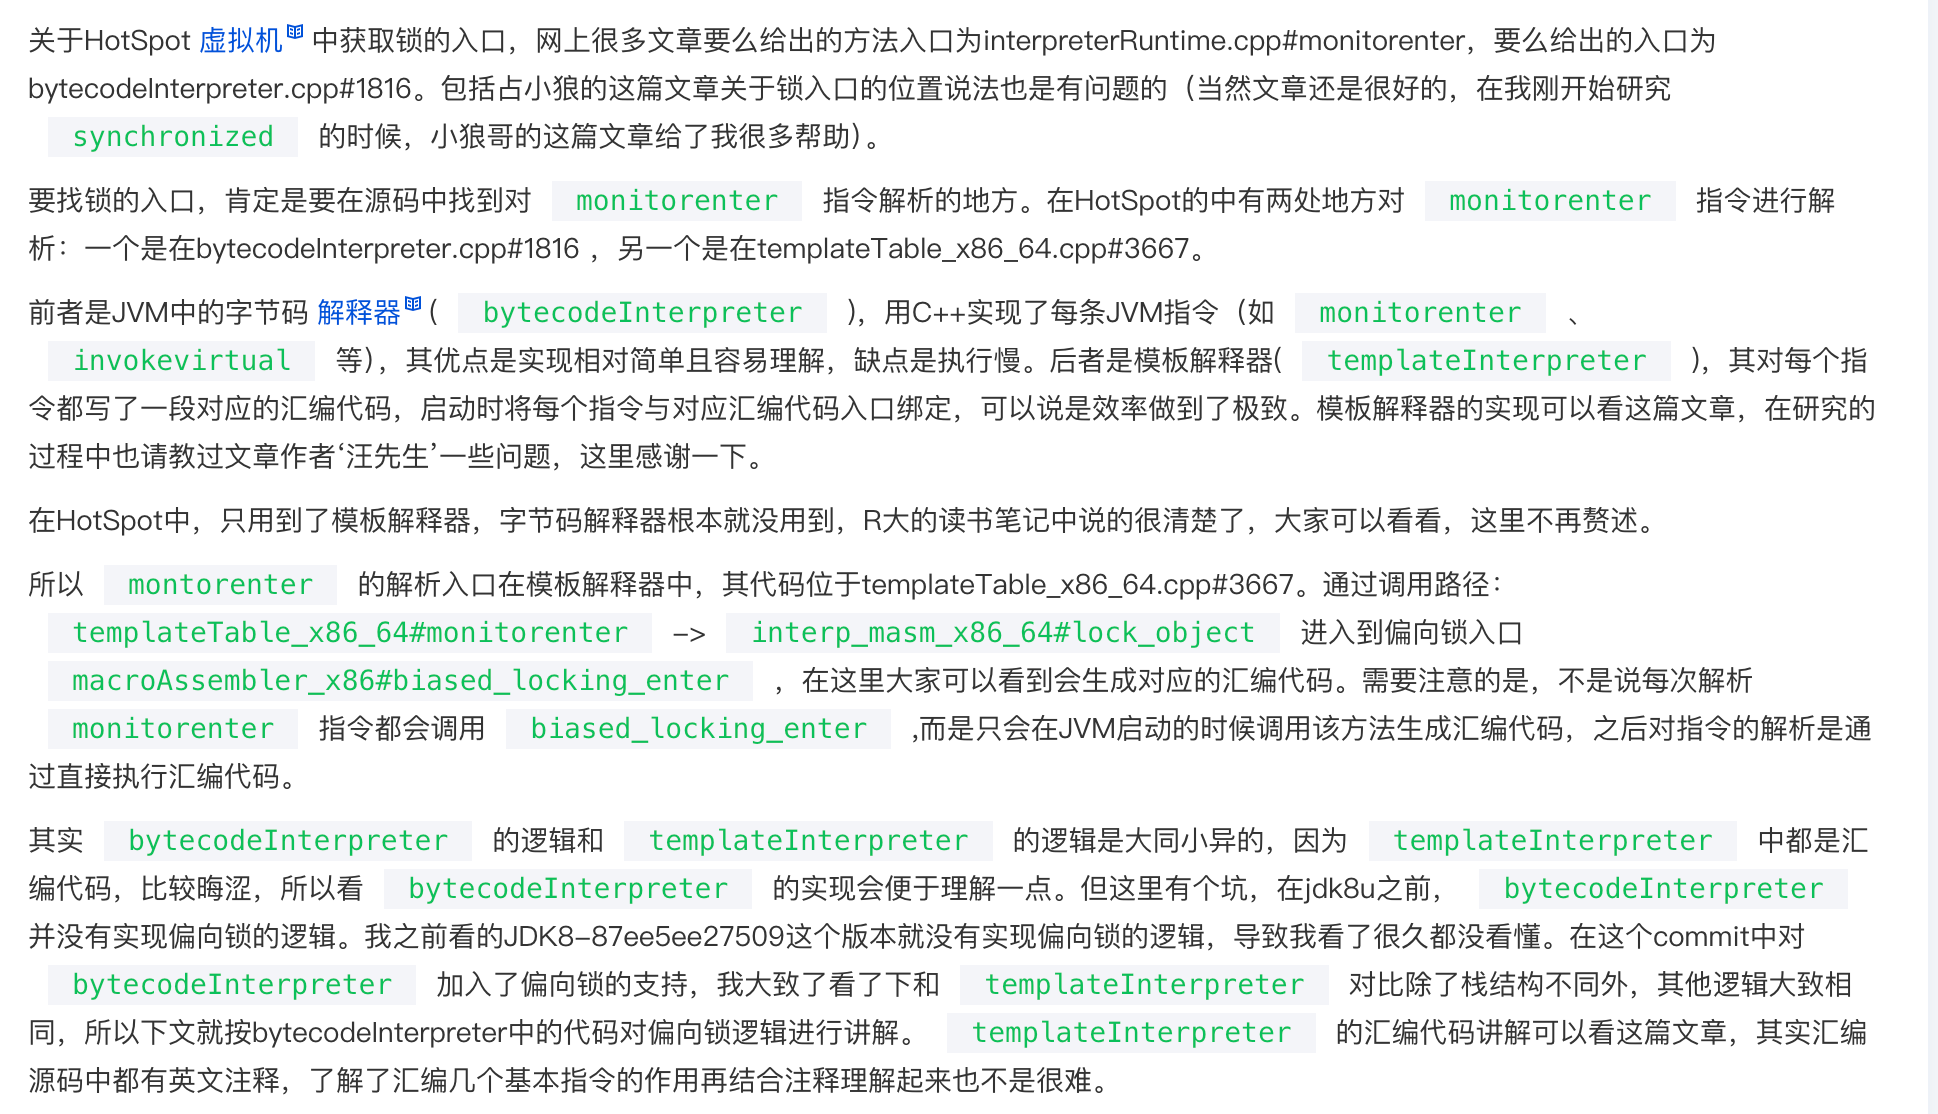 关于HotSpot 虚拟机 中获取锁的入口，网上很多文章要么给出的方法入口为interpreterRuntime.cpp#monitorenter，要么给出的入口为
bytecodeInterpreter.cpp#1816。包括占小狼的这篇文章关于锁入口的位置说法也是有问题的（当然文章还是很好的，在我刚开始研究
synchronized 的时候，小狼哥的这篇文章给了我很多帮助）。
要找锁的入口，肯定是要在源码中找到对 monitorenter 指令解析的地方。在HotSpot的中有两处地方对 monitorenter 指令进行解
析：一个是在bytecodeInterpreter.cpp#1816 ，另一个是在templateTable_x86_64.cpp#3667。
前者是JVM中的字节码 解释器 ( bytecodeInterpreter )，用C++实现了每条JVM指令（如 monitorenter 、
invokevirtual 等），其优点是实现相对简单且容易理解，缺点是执行慢。后者是模板解释器( templateInterpreter )，其对每个指
令都写了一段对应的汇编代码，启动时将每个指令与对应汇编代码入口绑定，可以说是效率做到了极致。模板解释器的实现可以看这篇文章，在研究的
过程中也请教过文章作者‘汪先生’一些问题，这里感谢一下。
在HotSpot中，只用到了模板解释器，字节码解释器根本就没用到，R大的读书笔记中说的很清楚了，大家可以看看，这里不再赘述。
所以 montorenter 的解析入口在模板解释器中，其代码位于templateTable_x86_64.cpp#3667。通过调用路径：
templateTable_x86_64#monitorenter –> interp_masm_x86_64#lock_object 进入到偏向锁入口
macroAssembler_x86#biased_locking_enter ，在这里大家可以看到会生成对应的汇编代码。需要注意的是，不是说每次解析
monitorenter 指令都会调用 biased_locking_enter ,而是只会在JVM启动的时候调用该方法生成汇编代码，之后对指令的解析是通
过直接执行汇编代码。
其实 bytecodeInterpreter 的逻辑和 templateInterpreter 的逻辑是大同小异的，因为 templateInterpreter 中都是汇
编代码，比较晦涩，所以看 bytecodeInterpreter 的实现会便于理解一点。但这里有个坑，在jdk8u之前， bytecodeInterpreter
并没有实现偏向锁的逻辑。我之前看的JDK8–87ee5ee27509这个版本就没有实现偏向锁的逻辑，导致我看了很久都没看懂。在这个commit中对
bytecodeInterpreter 加入了偏向锁的支持，我大致了看了下和 templateInterpreter 对比除了栈结构不同外，其他逻辑大致相
同，所以下文就按bytecodeInterpreter中的代码对偏向锁逻辑进行讲解。 templateInterpreter 的汇编代码讲解可以看这篇文章，其实汇编
源码中都有英文注释，了解了汇编几个基本指令的作用再结合注释理解起来也不是很难。